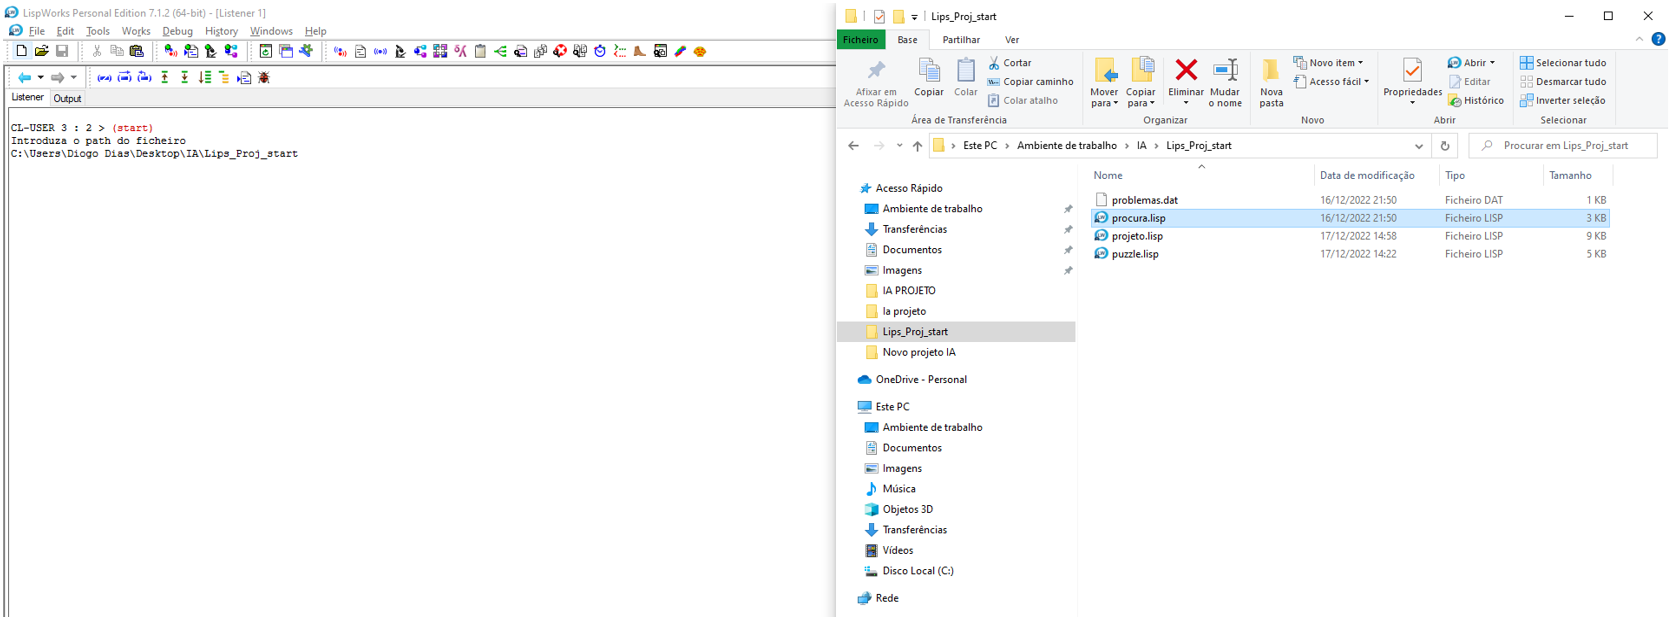 LispWorks Personal Edition 7.1.2 (64-bit) - [Listener 1]
File Edit Tools Works Debug History Windows Help
Listener Output
CL-USER 3 : 2 > (start)
Introduza o path do ficheiro
C:\Users\Diogo Dias\Desktop\IA\Lips_Proj_start
Lips_Proj_start
Ficheiro Base Partilhar Ver
Afixar em Acesso Rápido
Copiar
Colar
Cortar
Copiar caminho
Colar atalho
Área de Transferência
Mover para
Copiar para
Eliminar
Mudar o nome
Organizar
Nova pasta
Novo item
Acesso fácil
Novo
Propriedades
Abrir
Editar
Histórico
Abrir
Selecionar tudo
Desmarcar tudo
Inverter seleção
Selecionar
Este PC > Ambiente de trabalho > IA > Lips_Proj_start
Procurar em Lips_Proj_start
Acesso Rápido
Ambiente de trabalho
Transferências
Documentos
Imagens
IA PROJETO
Ia projeto
Lips_Proj_start
Novo projeto IA
OneDrive - Personal
Este PC
Ambiente de trabalho
Documentos
Imagens
Música
Objetos 3D
Transferências
Vídeos
Disco Local (C:)
Rede
Nome Data de modificação Tipo Tamanho
problemas.dat 16/12/2022 21:50 Ficheiro DAT 1 KB
procura.lisp 16/12/2022 21:50 Ficheiro LISP 3 KB
projeto.lisp 17/12/2022 14:58 Ficheiro LISP 9 KB
puzzle.lisp 17/12/2022 14:22 Ficheiro LISP 5 KB